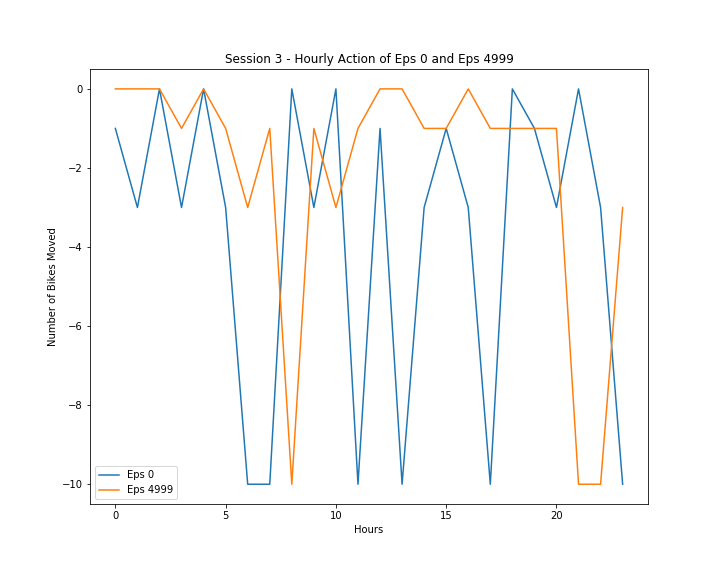 Session 3 - Hourly Action of Eps 0 and Eps 4999
Number of Bikes Moved
0
−2
−4
−6
−8
−10
Eps 0
Eps 4999
0
5
10
15
20
Hours